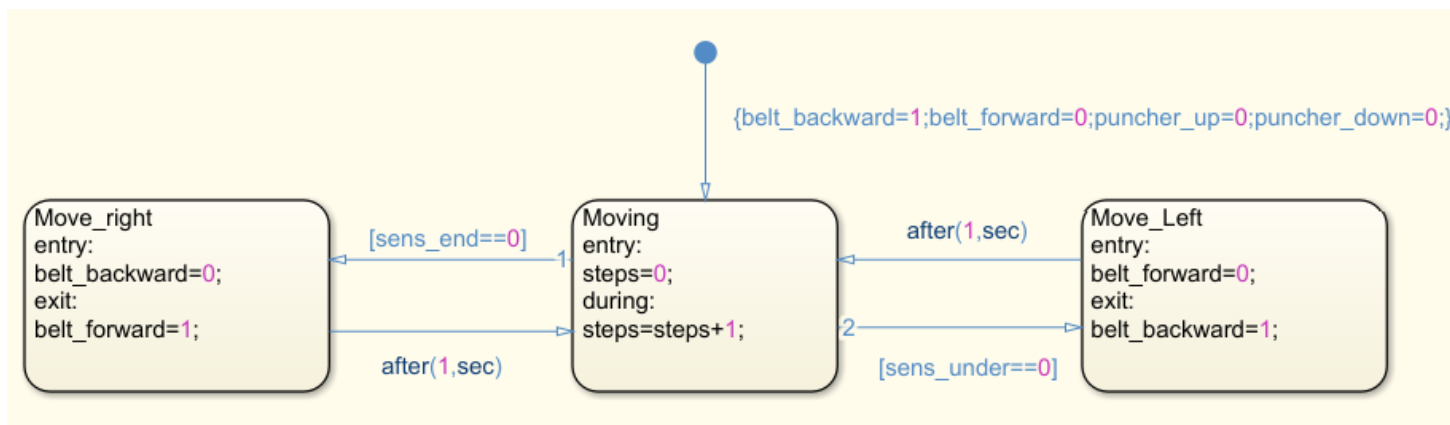 {belt_backward=1;belt_forward=0;puncher_up=0;puncher_down=0;}
Move_right
entry:
belt_backward=0;
exit:
belt_forward=1;
[sens_end==0]
1
after(1,sec)
Moving
entry:
steps=0;
during:
steps=steps+1;
after(1,sec)
2
[sens_under==0]
Move_Left
entry:
belt_forward=0;
exit:
belt_backward=1;